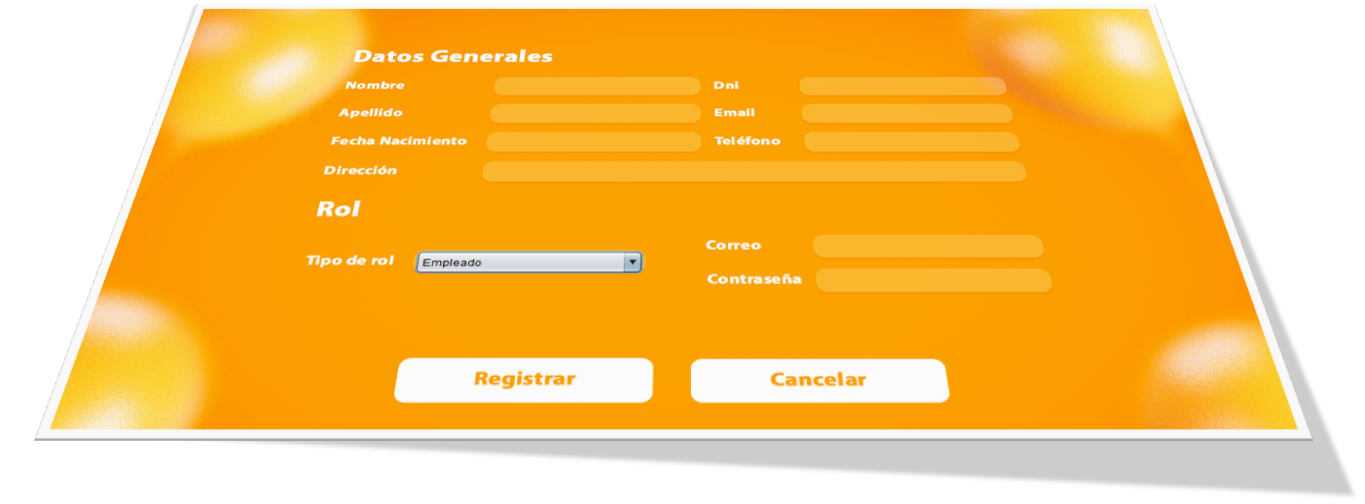 Datos Generales
Nombre Dni
Apellido Email
Fecha Nacimiento Teléfono
Dirección
Rol
Correo
Tipo de rol Empleado
Contraseña
Registrar Cancelar